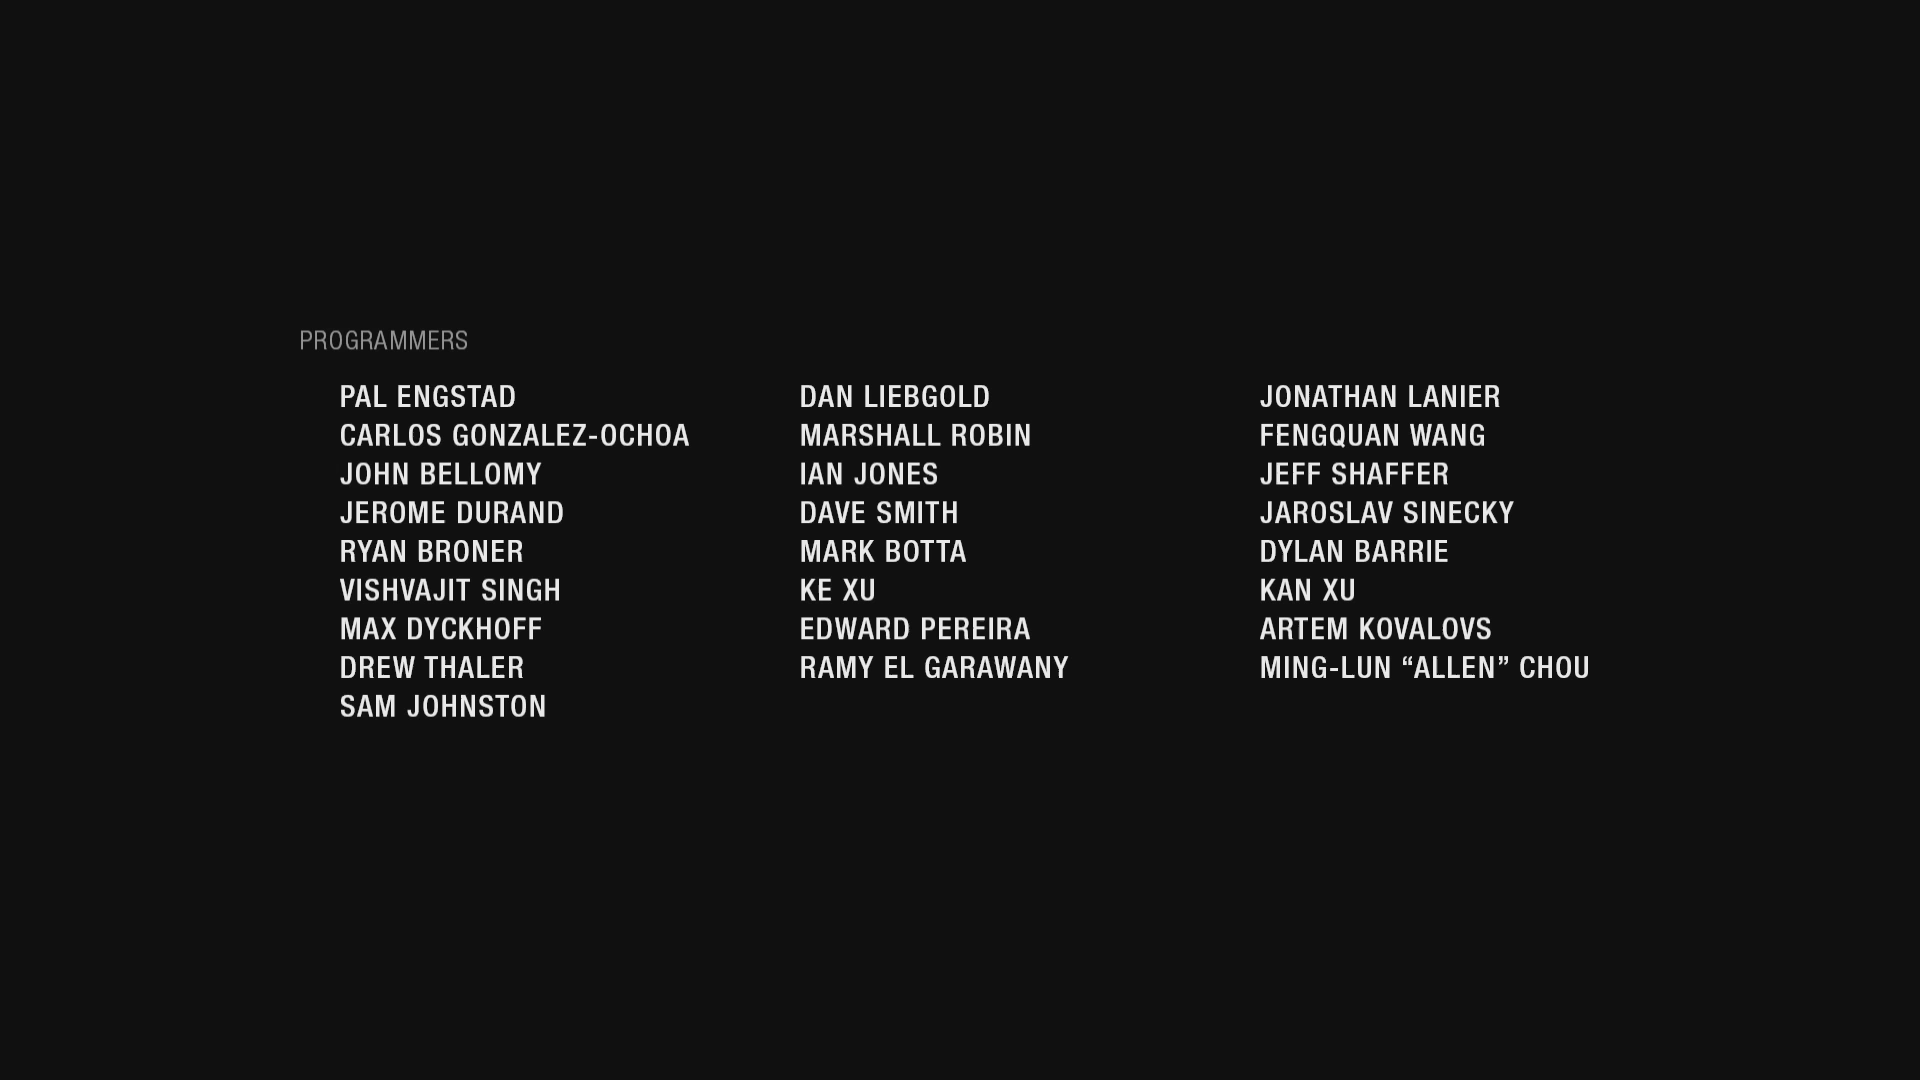 PROGRAMMERS
PAL ENGSTAD DAN LIEBGOLD JONATHAN LANIER
CARLOS GONZALEZ-OCHOA MARSHALL ROBIN FENGQUAN WANG
JOHN BELLOMY IAN JONES JEFF SHAFFER
JEROME DURAND DAVE SMITH JAROSLAV SINECKY
RYAN BRONER MARK BOTTA DYLAN BARRIE
VISHVAJIT SINGH KE XU KAN XU
MAX DYCKHOFF EDWARD PEREIRA ARTEM KOVALOVS
DREW THALER RAMY EL GARAWANY MING-LUN “ALLEN” CHOU
SAM JOHNSTON